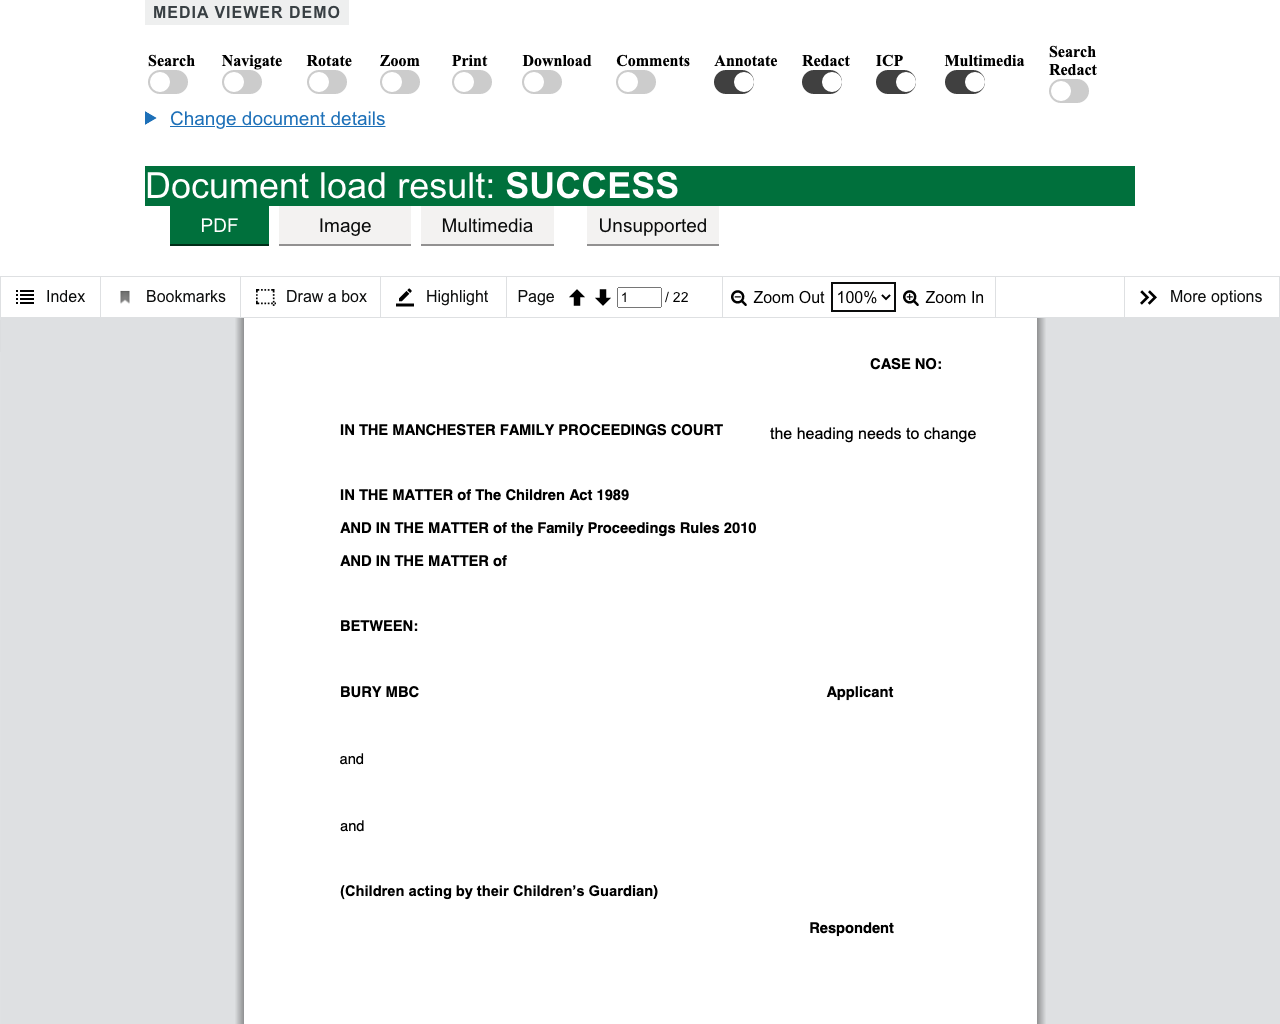 MEDIA VIEWER DEMO
Search Navigate Rotate Zoom Print Download Comments Annotate Redact ICP Multimedia Search Redact
Change document details
Document load result: SUCCESS
PDF Image Multimedia Unsupported
Index Bookmarks Draw a box Highlight Page 1 / 22 Zoom Out 100% Zoom In More options
CASE NO:
IN THE MANCHESTER FAMILY PROCEEDINGS COURT the heading needs to change
IN THE MATTER of The Children Act 1989
AND IN THE MATTER of the Family Proceedings Rules 2010
AND IN THE MATTER of
BETWEEN:
BURY MBC Applicant
and
and
(Children acting by their Children’s Guardian)
Respondent